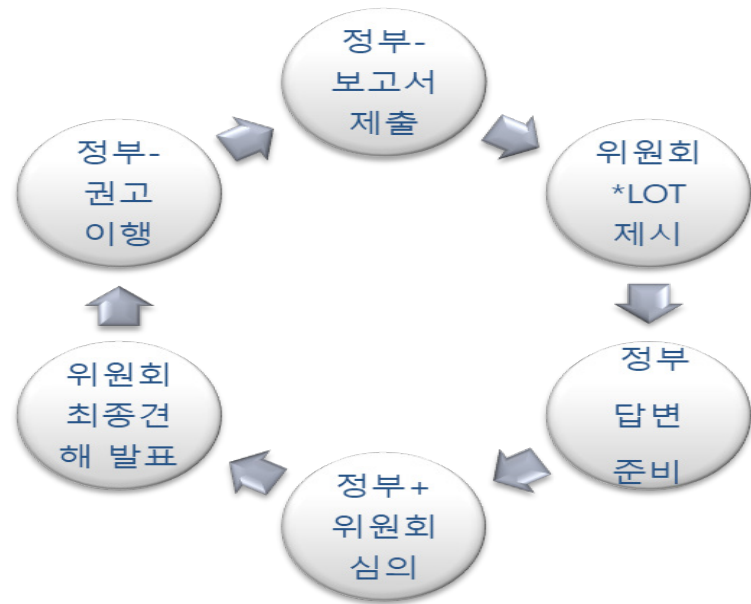 정부-
보고서
제출
위원회
*LOT
제시
정부
답변
준비
정부+
위원회
심의
위원회
최종견
해 발표
정부-
권고
이행